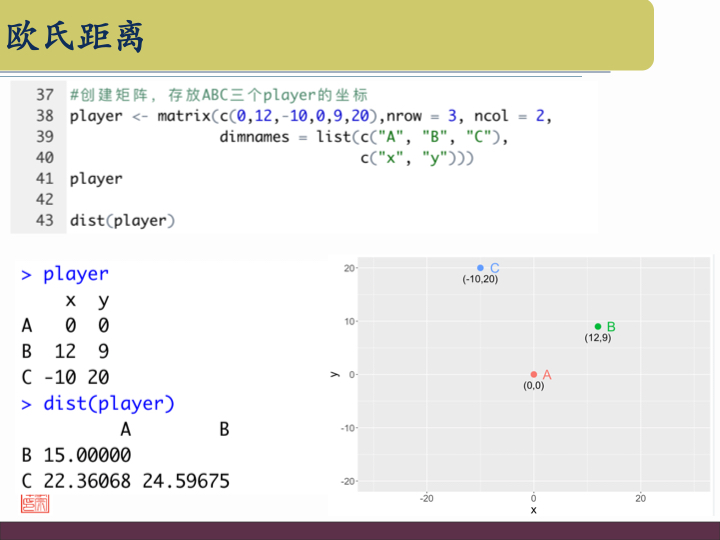 欧氏距离
37 #创建矩阵，存放ABC三个player的坐标
38 player <- matrix(c(0,12,-10,0,9,20),nrow = 3, ncol = 2,
39 dimnames = list(c("A", "B", "C"),
40 c("x", "y")))
41 player
42
43 dist(player)
> player
x y
A 0 0
B 12 9
C -10 20
> dist(player)
A B
B 15.00000
C 22.36068 24.59675
20
C
(-10,20)
10
B
(12,9)
y
0
A
(0,0)
-10
-20
-20 0 20
x